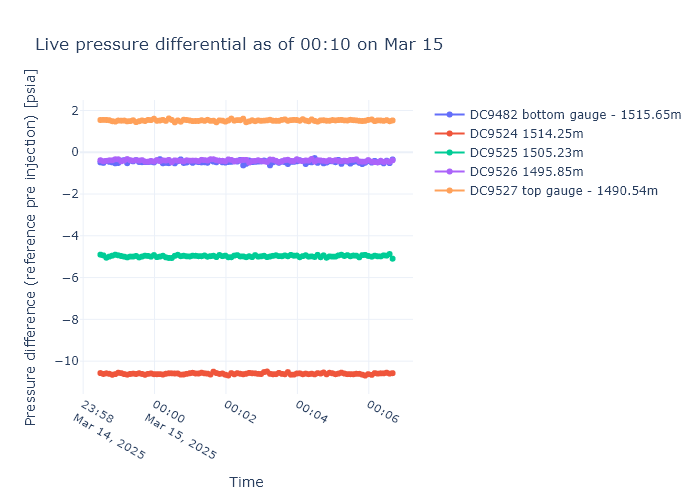 Live pressure differential as of 00:10 on Mar 15
Pressure difference (reference pre injection) [psia]
2
0
−2
−4
−6
−8
−10
23:58
Mar 14, 2025
00:00
Mar 15, 2025
00:02
00:04
00:06
Time
DC9482 bottom gauge - 1515.65m
DC9524 1514.25m
DC9525 1505.23m
DC9526 1495.85m
DC9527 top gauge - 1490.54m